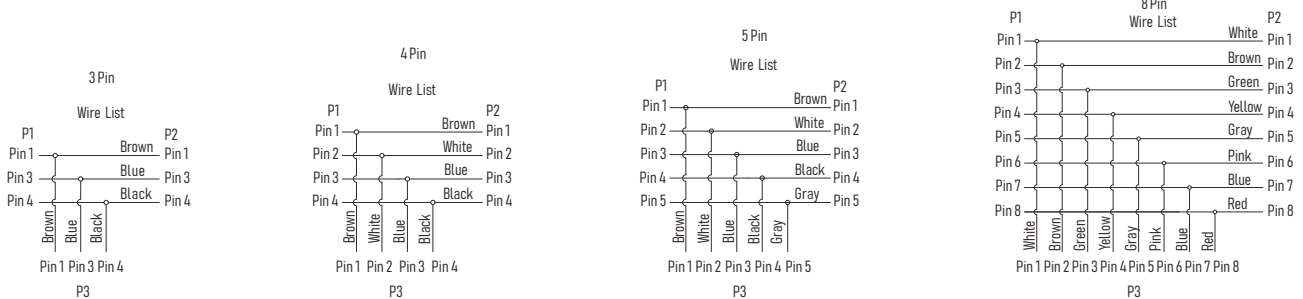 3 Pin
Wire List
P1 P2
Pin 1 Brown Pin 1
Pin 3 Blue Pin 3
Pin 4 Black Pin 4
Brown Blue Black
Pin 1 Pin 3 Pin 4
P3
4 Pin
Wire List
P1 P2
Pin 1 Brown Pin 1
Pin 2 White Pin 2
Pin 3 Blue Pin 3
Pin 4 Black Pin 4
Brown White Blue Black
Pin 1 Pin 2 Pin 3 Pin 4
P3
5 Pin
Wire List
P1 P2
Pin 1 Brown Pin 1
Pin 2 White Pin 2
Pin 3 Blue Pin 3
Pin 4 Black Pin 4
Pin 5 Gray Pin 5
Brown White Blue Black Gray
Pin 1 Pin 2 Pin 3 Pin 4 Pin 5
P3
8 Pin
Wire List
P1 P2
Pin 1 White Pin 1
Pin 2 Brown Pin 2
Pin 3 Green Pin 3
Pin 4 Yellow Pin 4
Pin 5 Gray Pin 5
Pin 6 Pink Pin 6
Pin 7 Blue Pin 7
Pin 8 Red Pin 8
White Brown Green Yellow Gray Pink Blue Red
Pin 1 Pin 2 Pin 3 Pin 4 Pin 5 Pin 6 Pin 7 Pin 8
P3